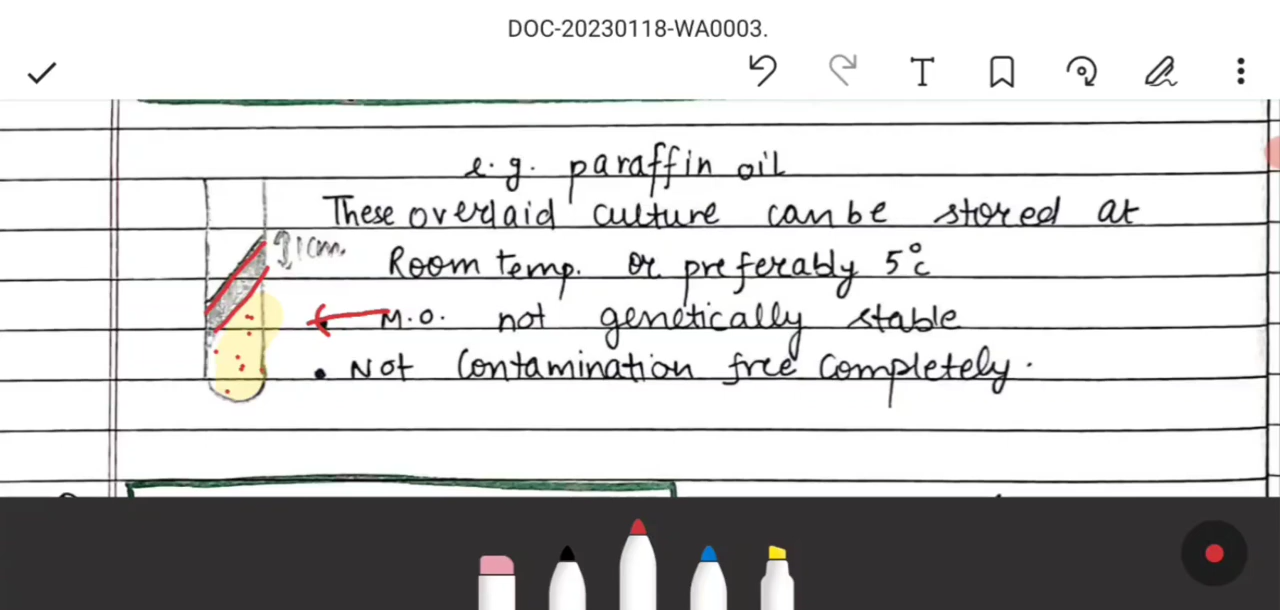 DOC-20230118-WA0003.
T
e.g. paraffin oil
These overlaid culture can be stored at
1cm.
Room temp. or preferably 5°c
M.O. not genetically stable
• Not Contamination free Completely.